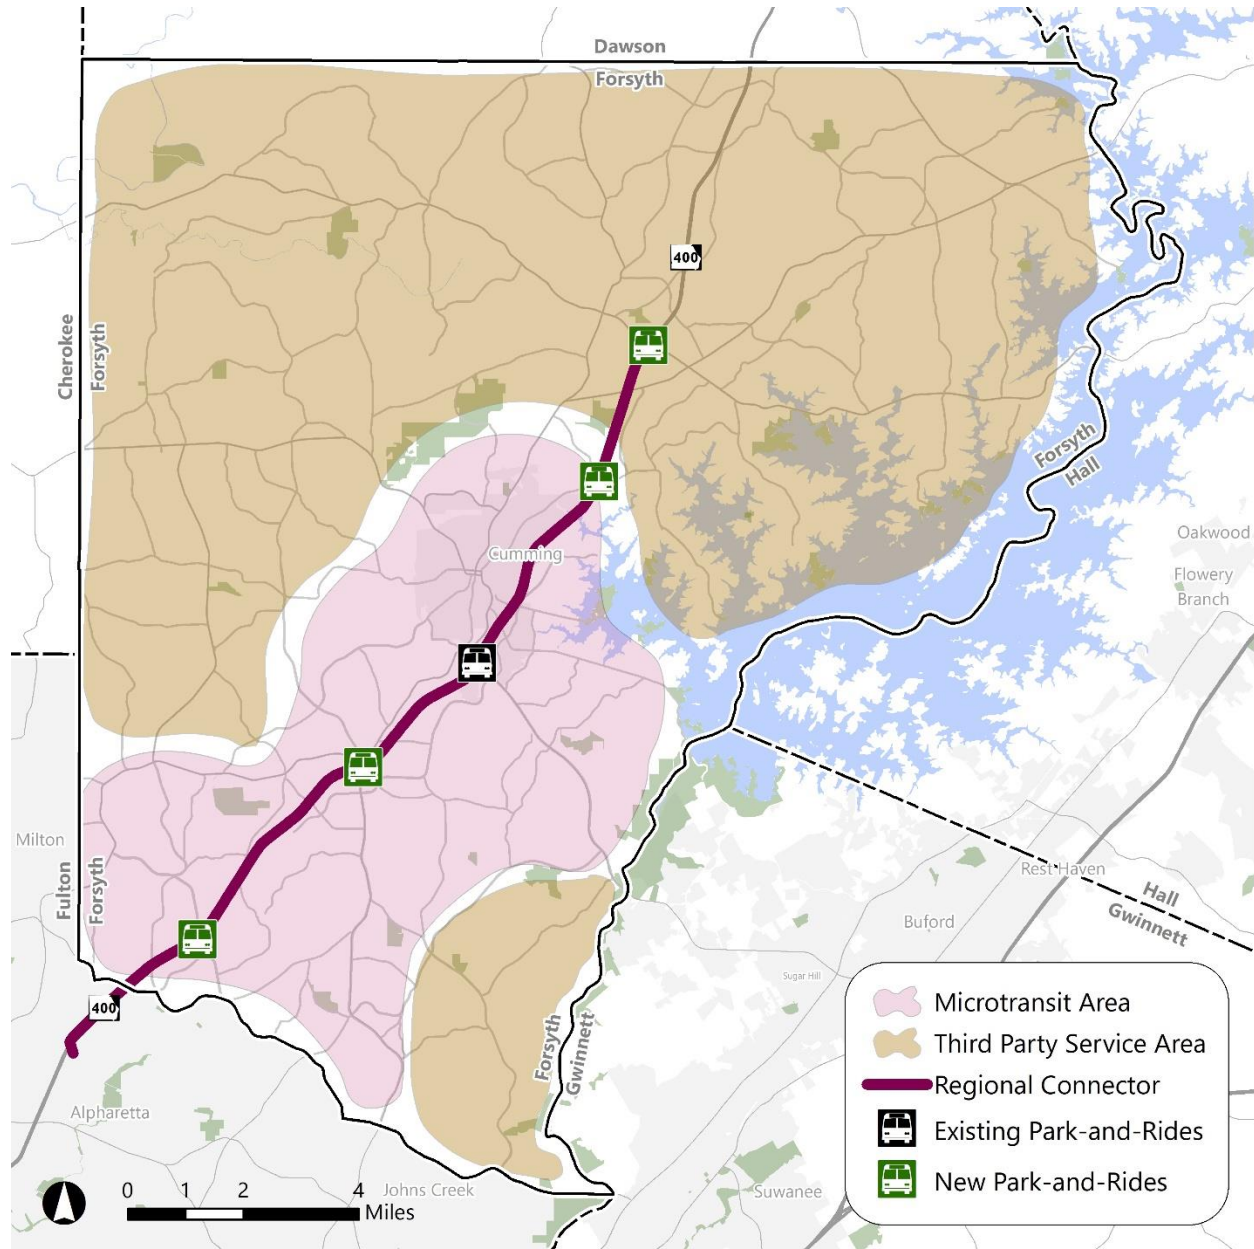 Dawson
Forsyth
400
Cherokee
Forsyth
Forsyth
Hall
Oakwood
Cumming
Flowery
Branch
Milton
Fulton
Forsyth
Rest Haven
Hall
Gwinnett
Buford
Sugar Hill
400
Forsyth
Gwinnett
Alpharetta
Johns Creek
Suwanee
Microtransit Area
Third Party Service Area
Regional Connector
Existing Park-and-Rides
New Park-and-Rides
0 1 2 4
Miles